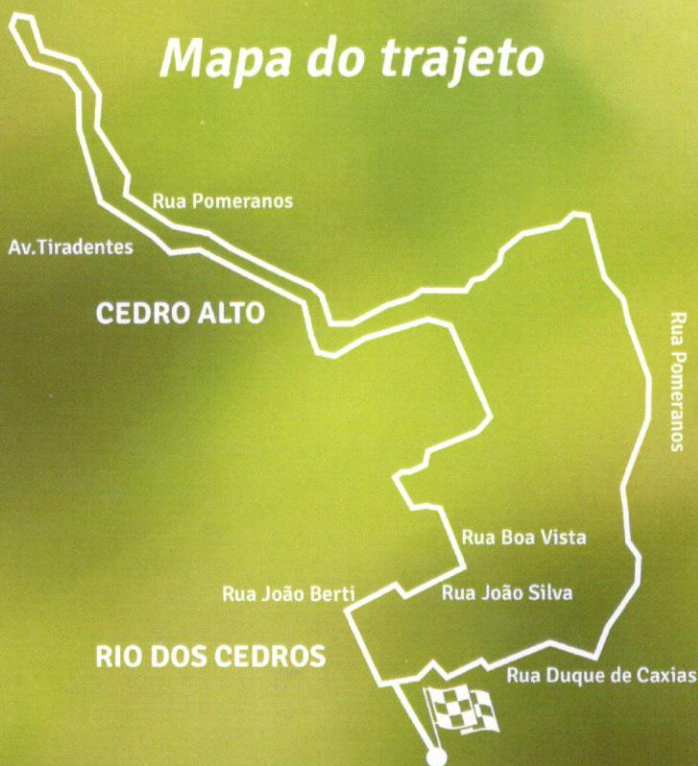 Mapa do trajeto
Rua Pomeranos
Av.Tiradentes
CEDRO ALTO
Rua Pomeranos
Rua Boa Vista
Rua João Berti
Rua João Silva
RIO DOS CEDROS
Rua Duque de Caxias